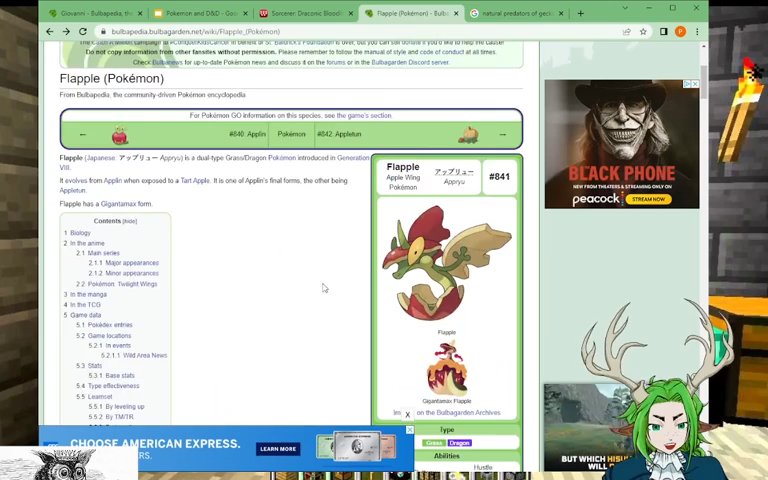 Giovanni - Bulbapedia, the
Pokemon and D&D - Goo
Sorcerer: Draconic Bloodli
Flapple (Pokémon) - Bulba
natural predators of geck
bulbapedia.bulbagarden.net/wiki/Flapple_(Pokémon)
Do not copy information from other fansites without permission. Please remember to follow the manual of style and code of conduct at all times.
Check Bulbanews for up-to-date Pokémon news and discuss it on the forums or in the Bulbagarden Discord server.
Flapple (Pokémon)
From Bulbapedia, the community-driven Pokémon encyclopedia.
For Pokémon GO information on this species, see the game's section.
← #840: Applin Pokémon #842: Appletun →
Flapple (Japanese: アップリュー Appryu) is a dual-type Grass/Dragon Pokémon introduced in Generation
VIII.
It evolves from Applin when exposed to a Tart Apple. It is one of Applin's final forms, the other being
Appletun.
Flapple has a Gigantamax form.
Contents [hide]
1 Biology
2 In the anime
2.1 Main series
2.1.1 Major appearances
2.1.2 Minor appearances
2.2 Pokémon: Twilight Wings
3 In the manga
4 In the TCG
5 Game data
5.1 Pokédex entries
5.2 Game locations
5.2.1 In events
5.2.1.1 Wild Area News
5.3 Stats
5.3.1 Base stats
5.4 Type effectiveness
5.5 Learnset
5.5.1 By leveling up
5.5.2 By TM/TR
Flapple
Apple Wing
Pokémon
アップリュー
Appryu
#841
Flapple
Gigantamax Flapple
on the Bulbagarden Archives
Type
Grass Dragon
Abilities
Hustle
THE BLACK PHONE
NEW FROM THEATERS & STREAMING ONLY ON
peacock STREAM NOW
X
CHOOSE AMERICAN EXPRESS.
LEARN MORE
BUT WHICH HISUI
WILL